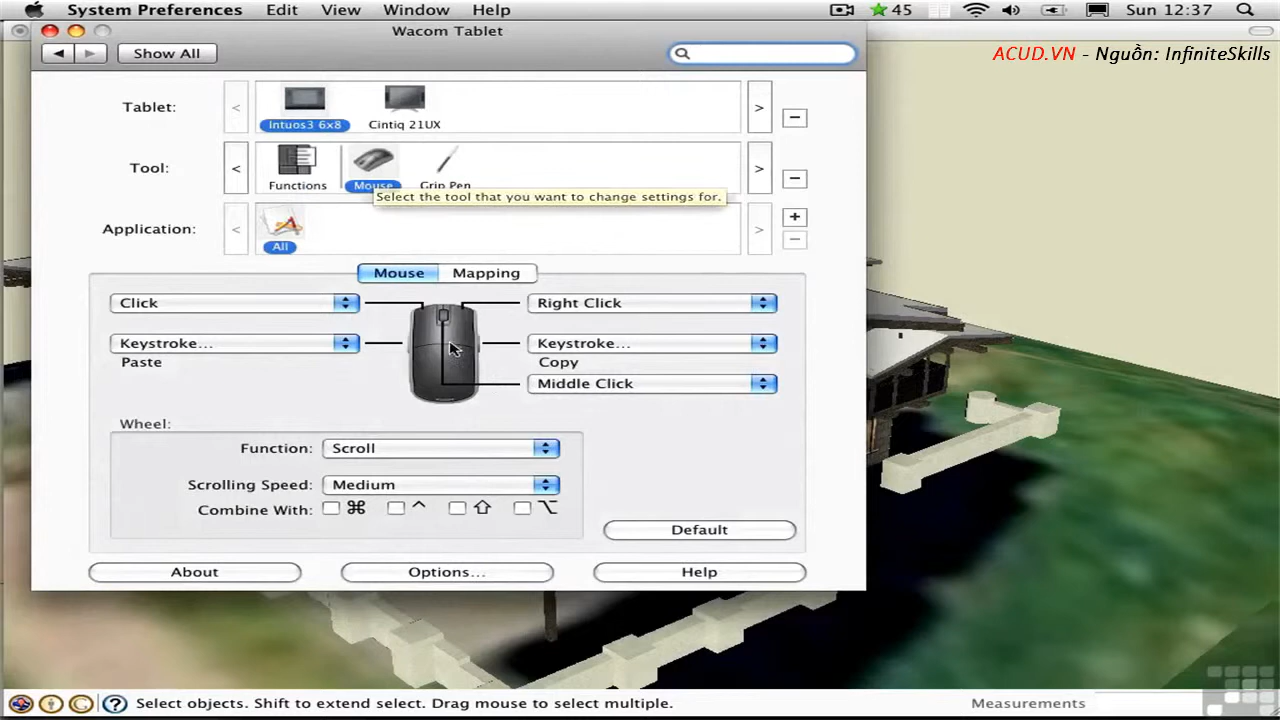 System Preferences Edit View Window Help 45 Sun 12:37
Wacom Tablet
Show All
ACUD.VN - Nguồn: InfiniteSkills
Tablet: < Intuos3 6x8 Cintiq 21UX > −
Tool: < Functions Mouse Grip Pen > −
Select the tool that you want to change settings for.
Application: < All > + −
Mouse Mapping
Click Right Click
Keystroke... Keystroke...
Paste Copy
Middle Click
Wheel:
Function: Scroll
Scrolling Speed: Medium
Combine With: ⌘ ^ ⇧ ⌥
Default
About Options... Help
? Select objects. Shift to extend select. Drag mouse to select multiple. Measurements